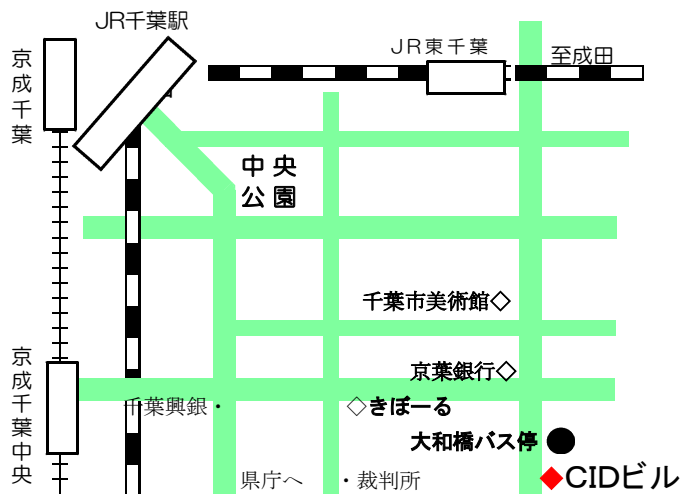 JR千葉駅
京成千葉
JR東千葉
至成田
中央
公園
千葉市美術館◇
京葉銀行◇
京成千葉中央
千葉興銀・
◇きぼーる
大和橋バス停
県庁へ
・裁判所
CIDビル